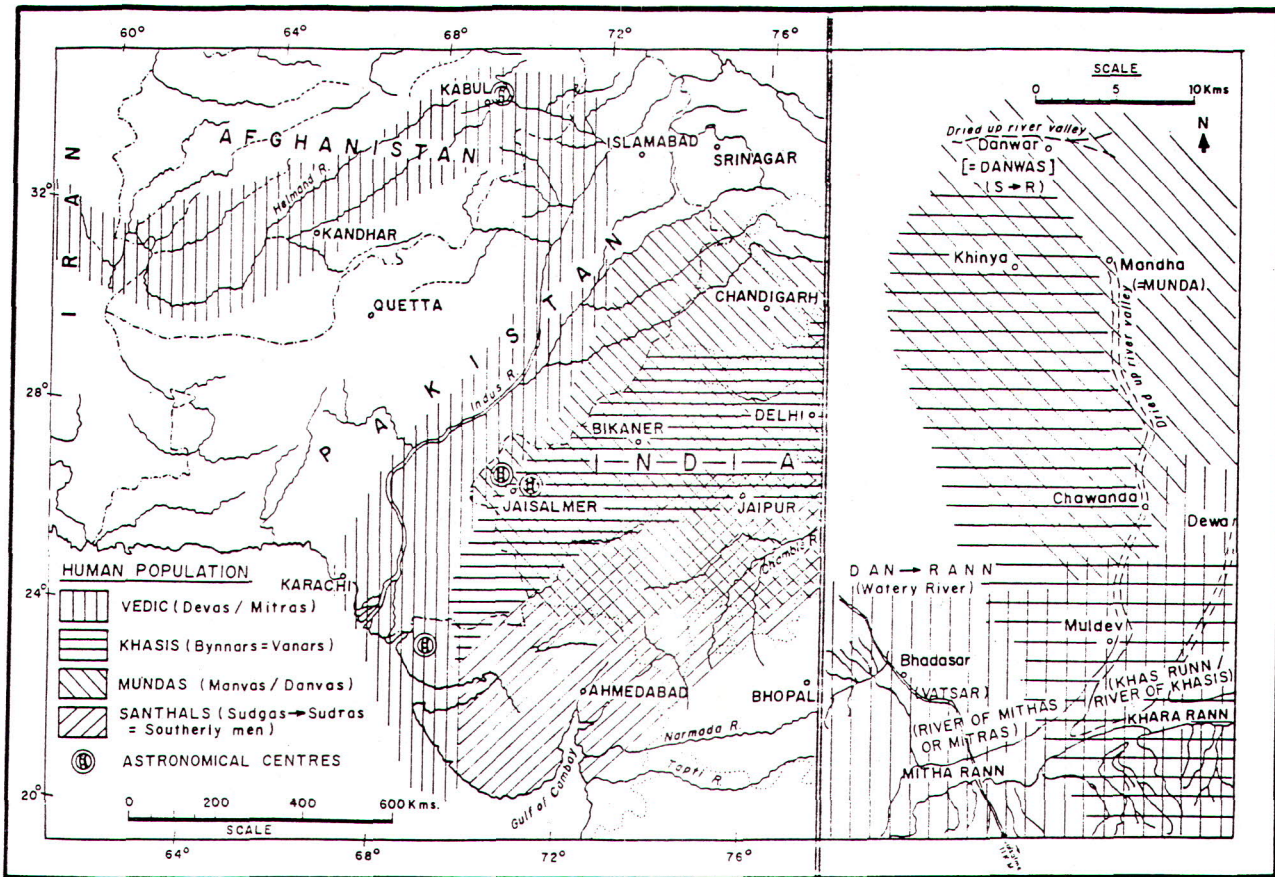 60°
64°
68°
72°
76°
KABUL
AFGHANISTAN
ISLAMABAD
SRINAGAR
32°
IRAN
Helmand R.
KANDHAR
QUETTA
CHANDIGARH
PAKISTAN
Indus R.
28°
DELHI
BIKANER
INDIA
JAISALMER
JAIPUR
Chambal R.
KARACHI
24°
AHMEDABAD
BHOPAL
Narmada R.
Tapti R.
Gulf of Cambay
20°
HUMAN POPULATION
VEDIC (Devas / Mitras)
KHASIS (Bynnars = Vanars)
MUNDAS (Manvas / Danvas)
SANTHALS (Sudgas → Sudras
= Southerly men)
ASTRONOMICAL CENTRES
0 200 400 600 Kms.
SCALE
64°
68°
72°
76°
SCALE
0 5 10 Kms
N
Dried up river valley
Danwar
[= DANWAS]
(S → R)
Khinya
Mandha
(=MUNDA)
Dried up river valley
Chawanda
Dewar
DAN → RANN
(Watery River)
Muldev
Bhadasar
(VATSAR)
(KHAS RUNN
RIVER OF KHASIS)
(RIVER OF MITHAS
OR MITRAS)
KHARA RANN
MITHA RANN